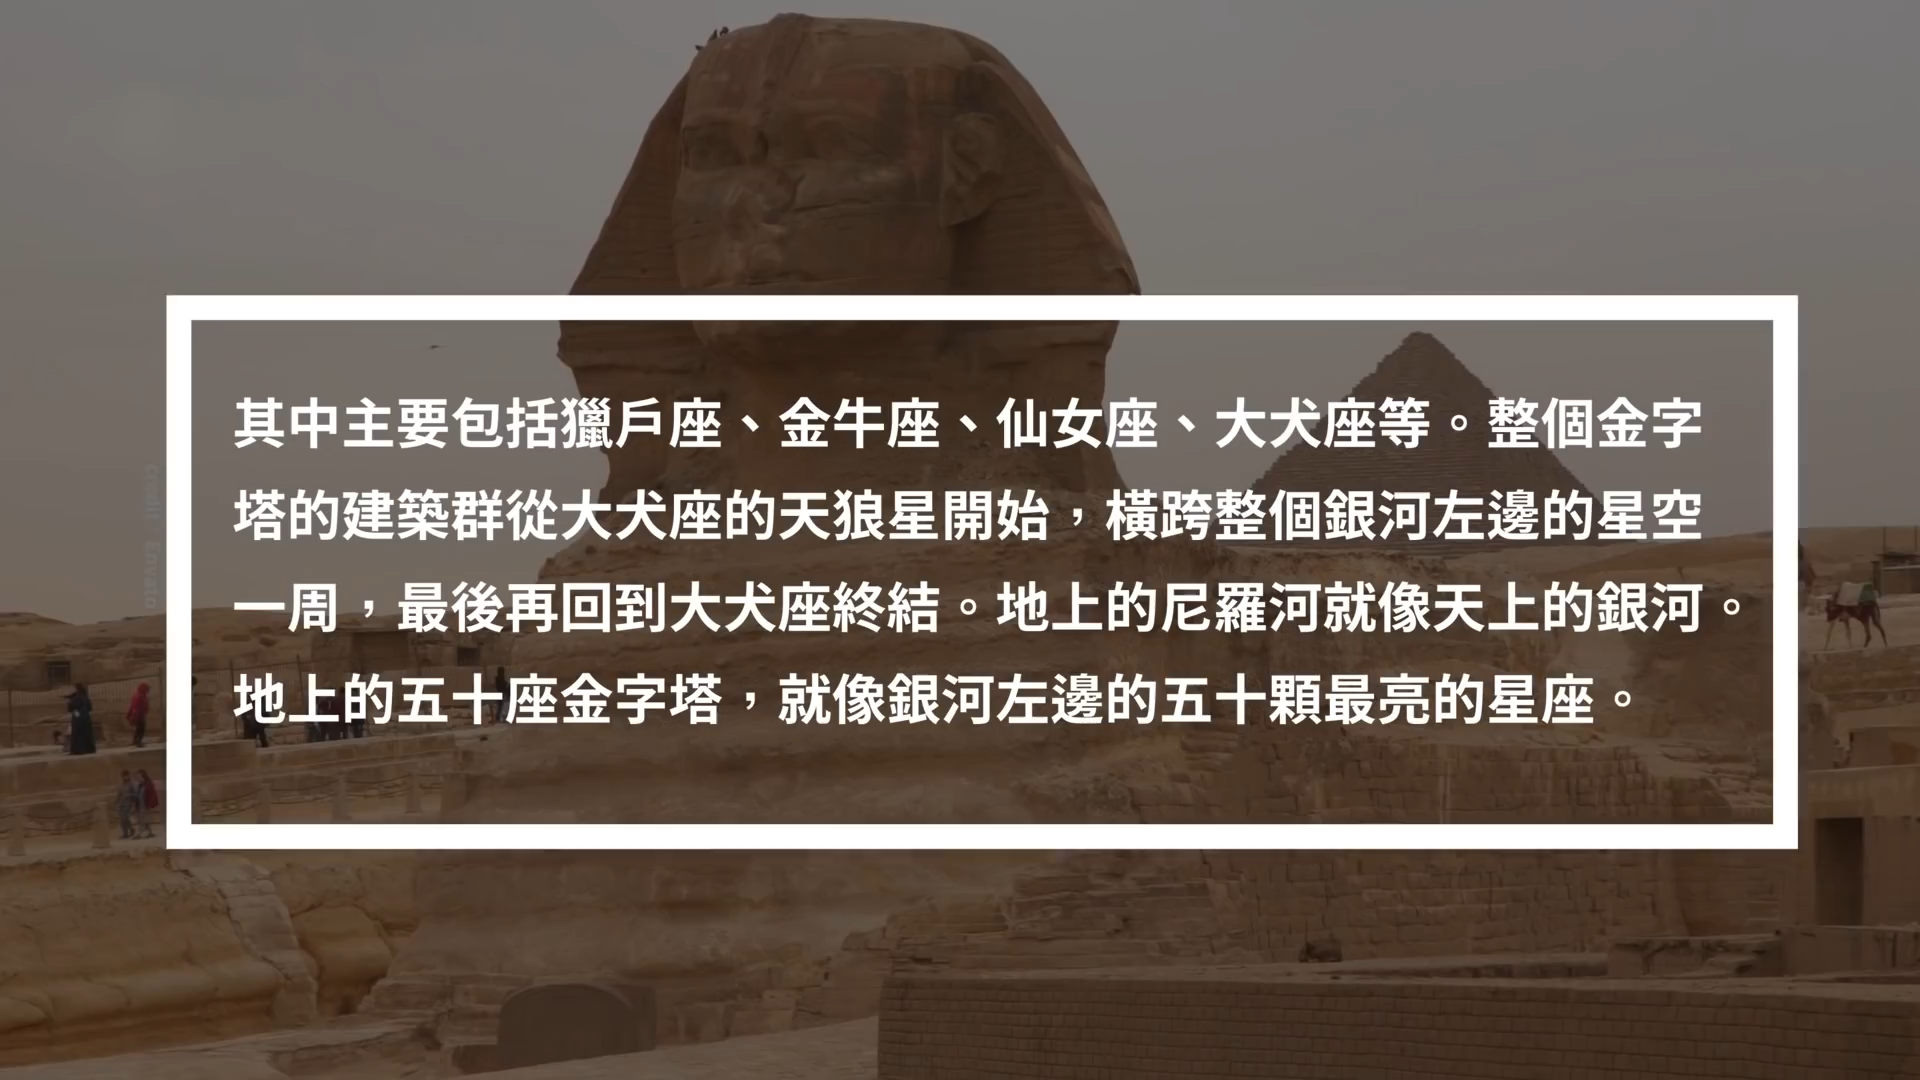 其中主要包括獵戶座、金牛座、仙女座、大犬座等。整個金字
塔的建築群從大犬座的天狼星開始，橫跨整個銀河左邊的星空
一周，最後再回到大犬座終結。地上的尼羅河就像天上的銀河。
地上的五十座金字塔，就像銀河左邊的五十顆最亮的星座。
credit: Envato